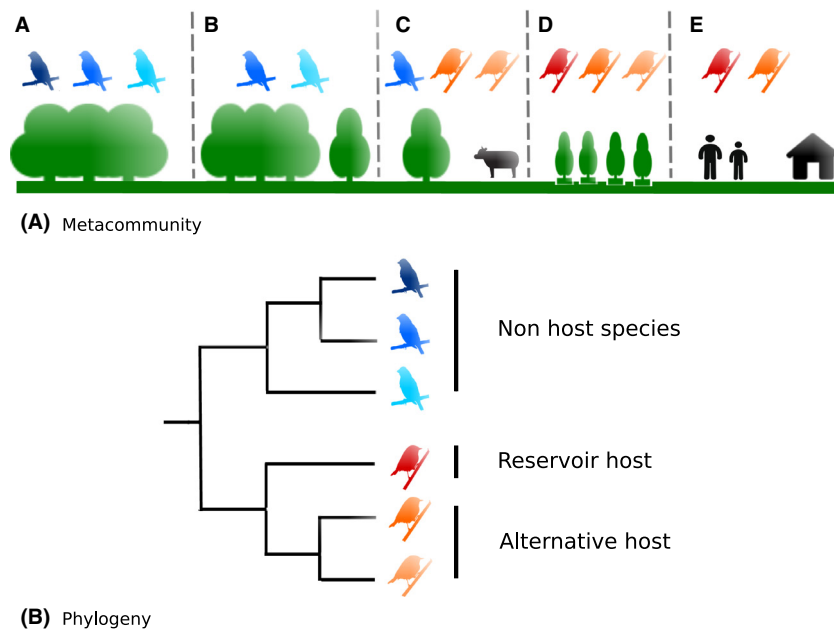 A B C D E
(A) Metacommunity
Non host species
Reservoir host
Alternative host
(B) Phylogeny